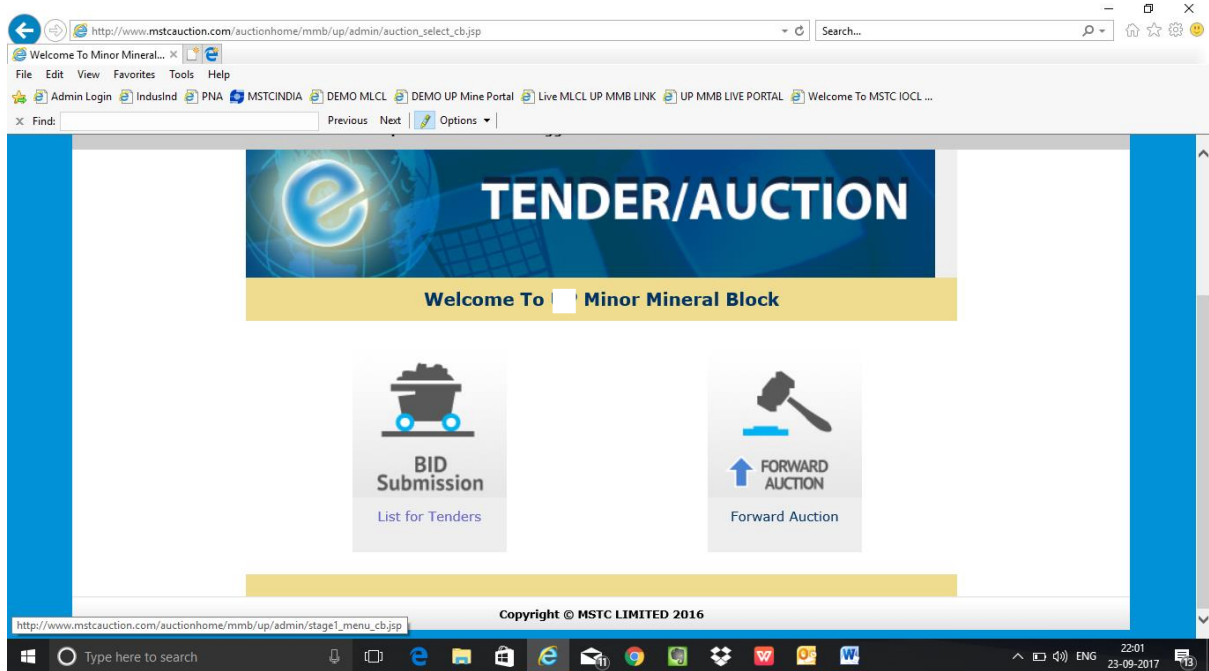 http://www.mstcauction.com/auctionhome/mmb/up/admin/auction_select_cb.jsp
Search...
Welcome To Minor Mineral...
File Edit View Favorites Tools Help
Admin Login IndusInd PNA MSTCINDIA DEMO MLCL DEMO UP Mine Portal Live MLCL UP MMB LINK UP MMB LIVE PORTAL Welcome To MSTC IOCL ...
x Find: Previous Next Options
e TENDER/AUCTION
Welcome To Minor Mineral Block
BID
Submission
List for Tenders
FORWARD
AUCTION
Forward Auction
Copyright © MSTC LIMITED 2016
http://www.mstcauction.com/auctionhome/mmb/up/admin/stage1_menu_cb.jsp
Type here to search
11
W
W
ENG
22:01
23-09-2017
13